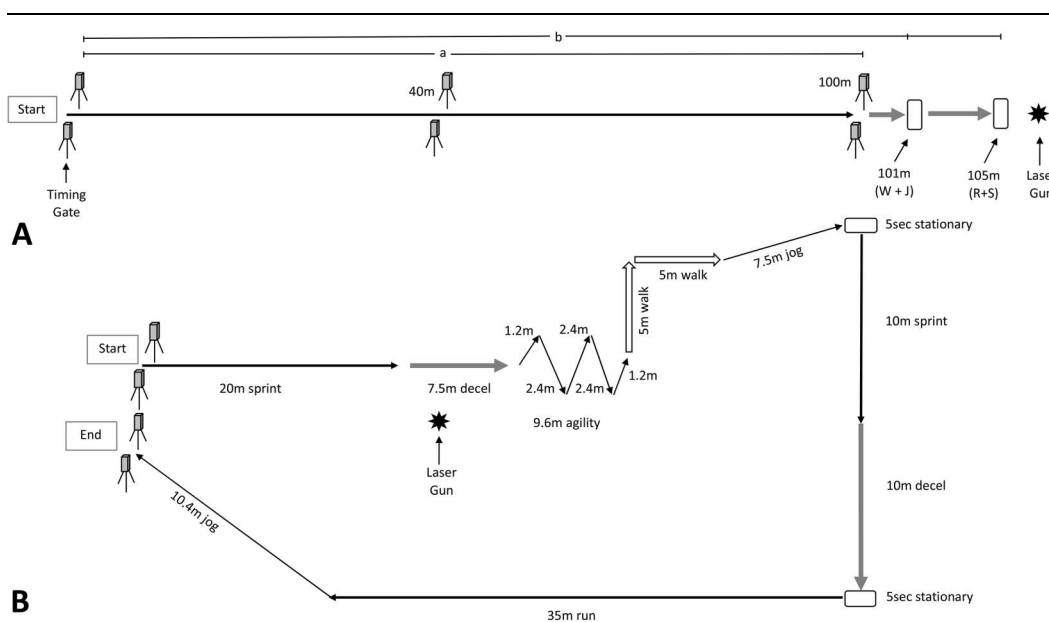 b
a
40m
100m
Start
Timing
Gate
101m
(W + J)
105m
(R+S)
Lase
Gur
A
5sec stationary
7.5m jog
5m walk
5m walk
10m sprint
Start
1.2m
2.4m
20m sprint
7.5m decel
2.4m
2.4m
1.2m
9.6m agility
End
Laser
Gun
10m decel
10.4m jog
B
35m run
5sec stationary